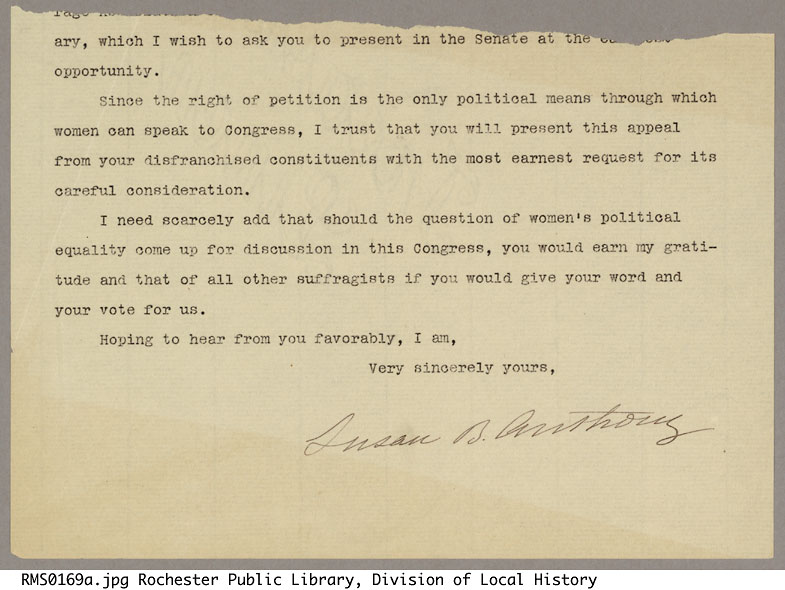 ary, which I wish to ask you to present in the Senate at the
opportunity.
Since the right of petition is the only political means through which
women can speak to Congress, I trust that you will present this appeal
from your disfranchised constituents with the most earnest request for its
careful consideration.
I need scarcely add that should the question of women's political
equality come up for discussion in this Congress, you would earn my grati-
tude and that of all other suffragists if you would give your word and
your vote for us.
Hoping to hear from you favorably, I am,
Very sincerely yours,
Susan B. Anthony
RMS0169a.jpg Rochester Public Library, Division of Local History